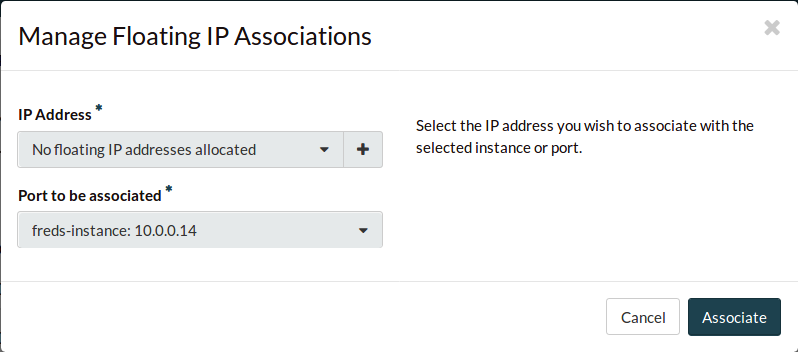 Manage Floating IP Associations
×
IP Address *
No floating IP addresses allocated
+
Select the IP address you wish to associate with the
selected instance or port.
Port to be associated *
freds-instance: 10.0.0.14
Cancel
Associate